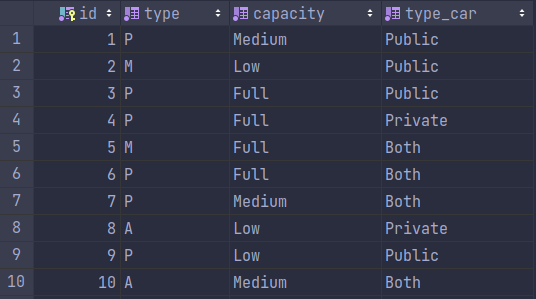 id type capacity type_car
1 1 P Medium Public
2 2 M Low Public
3 3 P Full Public
4 4 P Full Private
5 5 M Full Both
6 6 P Full Both
7 7 P Medium Both
8 8 A Low Private
9 9 P Low Public
10 10 A Medium Both